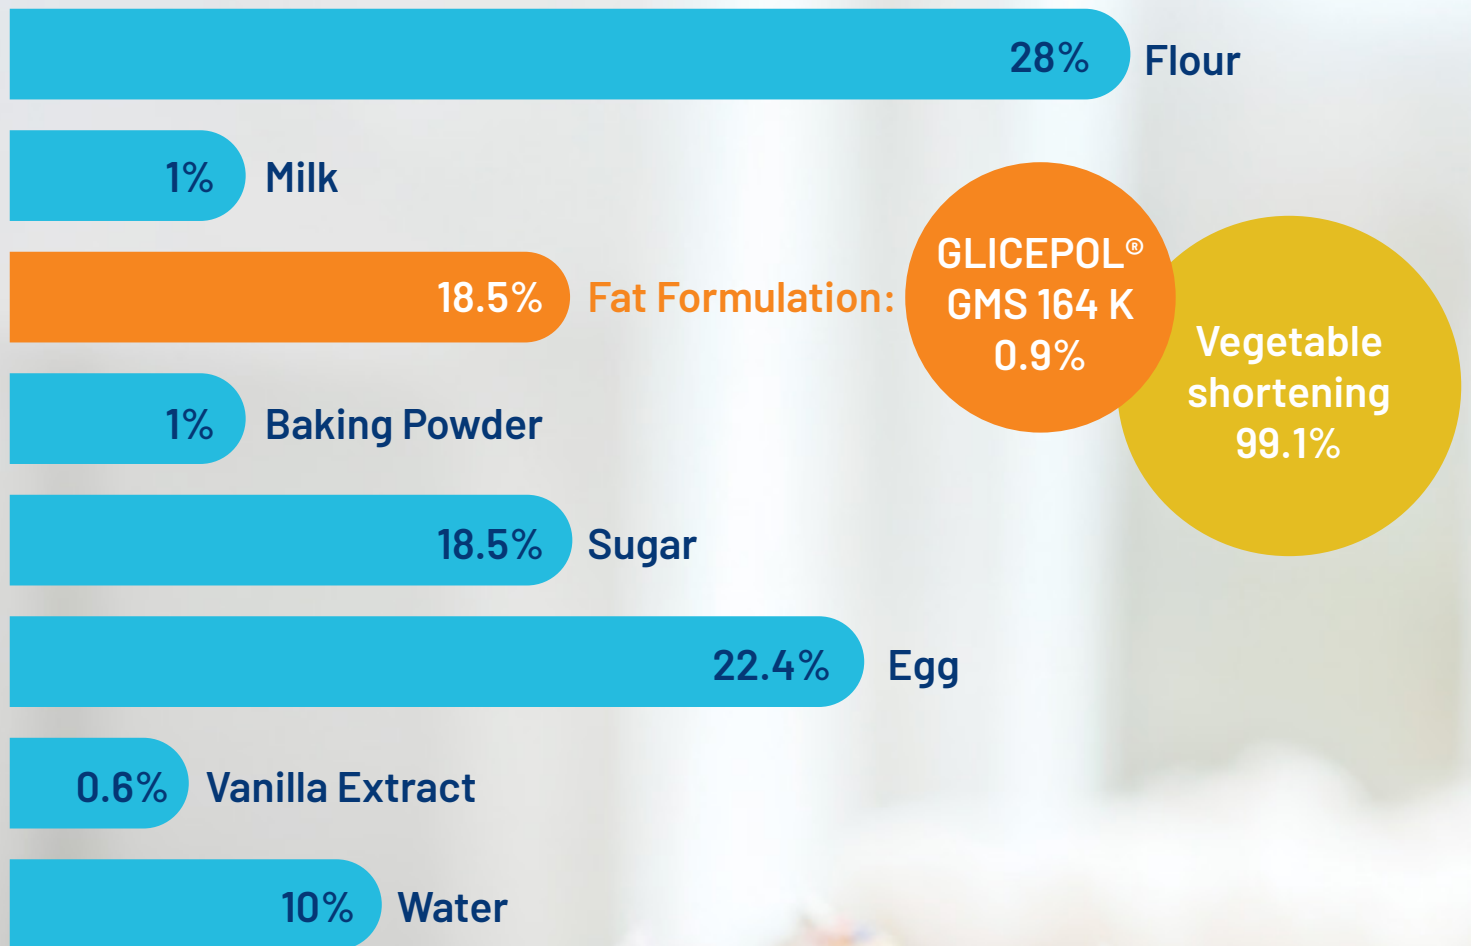 28% Flour
1% Milk
18.5% Fat Formulation:
GLICEPOL®
GMS 164 K
0.9%
Vegetable
shortening
99.1%
1% Baking Powder
18.5% Sugar
22.4% Egg
0.6% Vanilla Extract
10% Water